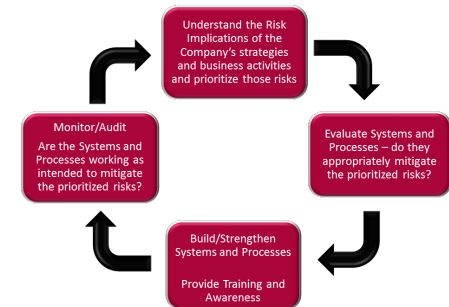 Understand the Risk
Implications of the
Company's strategies
and business activities
and prioritize those risks
Evaluate Systems and
Processes – do they
appropriately mitigate
the prioritized risks?
Build/Strengthen
Systems and Processes
Provide Training and
Awareness
Monitor/Audit
Are the Systems and
Processes working as
intended to mitigate
the prioritized risks?